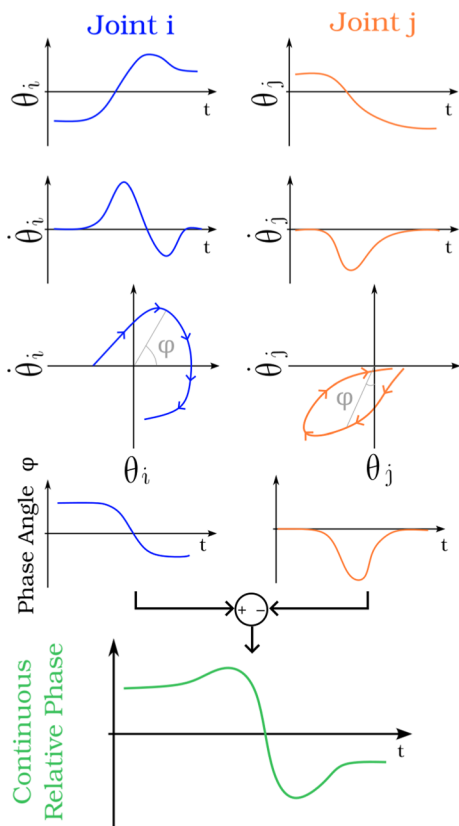 Joint i
Joint j
θi
t
θj
t
θ̇i
t
θ̇j
t
θ̇i
φ
θi
θ̇j
φ
θj
Phase Angle φ
t
t
+ −
Continuous
Relative Phase
t